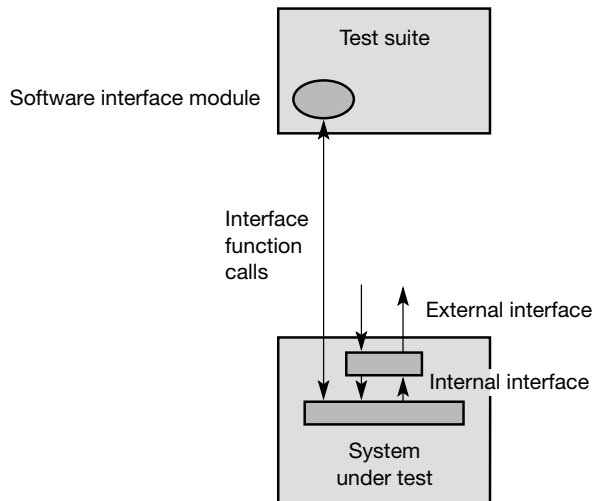 Test suite
Software interface module
Interface
function
calls
External interface
Internal interface
System
under test